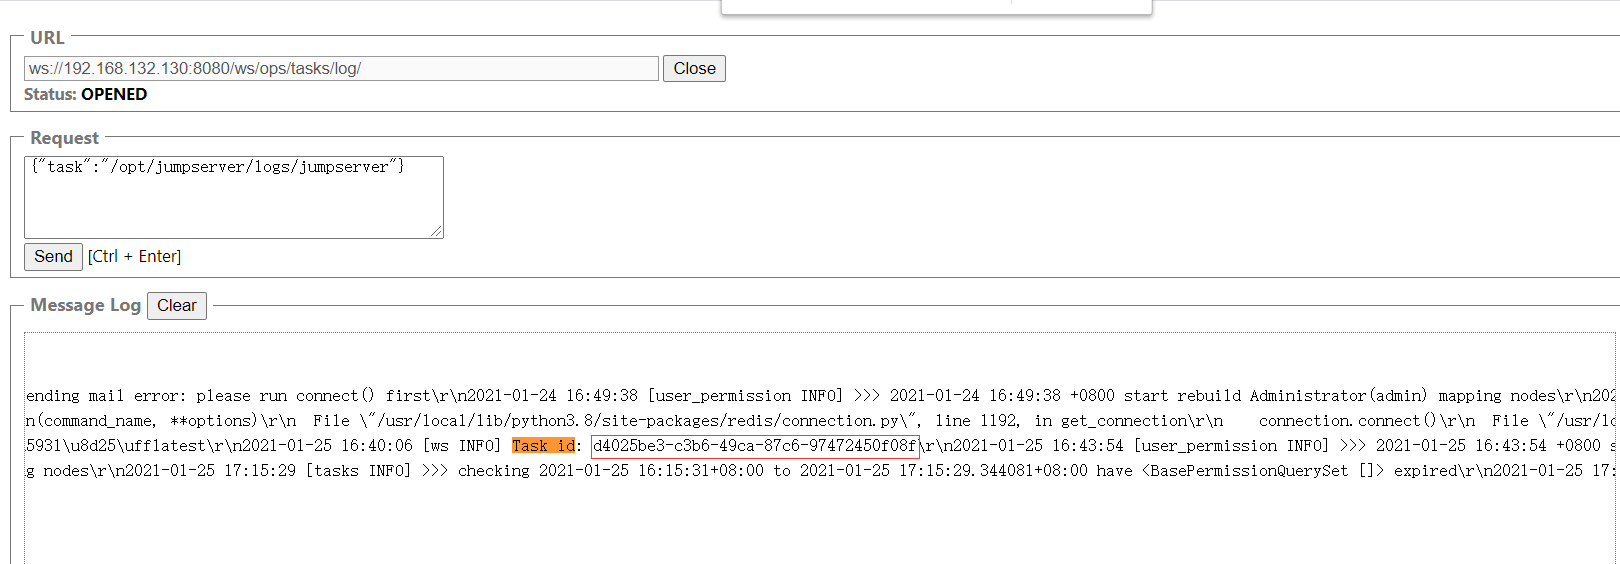 URL
ws://192.168.132.130:8080/ws/ops/tasks/log/ Close
Status: OPENED
Request
{"task":"/opt/jumpserver/logs/jumpserver"}
Send [Ctrl + Enter]
Message Log Clear
ending mail error: please run connect() first\r\n2021-01-24 16:49:38 [user_permission INFO] >>> 2021-01-24 16:49:38 +0800 start rebuild Administrator(admin) mapping nodes\r\n202
n(command_name, **options)\r\n  File \"/usr/local/lib/python3.8/site-packages/redis/connection.py\", line 1192, in get_connection\r\n    connection.connect()\r\n  File \"/usr/lo
5931\u8d25\ufflatest\r\n2021-01-25 16:40:06 [ws INFO] Task id: d4025be3-c3b6-49ca-87c6-97472450f08f\r\n2021-01-25 16:43:54 [user_permission INFO] >>> 2021-01-25 16:43:54 +0800 s
g nodes\r\n2021-01-25 17:15:29 [tasks INFO] >>> checking 2021-01-25 16:15:31+08:00 to 2021-01-25 17:15:29.344081+08:00 have <BasePermissionQuerySet []> expired\r\n2021-01-25 17: